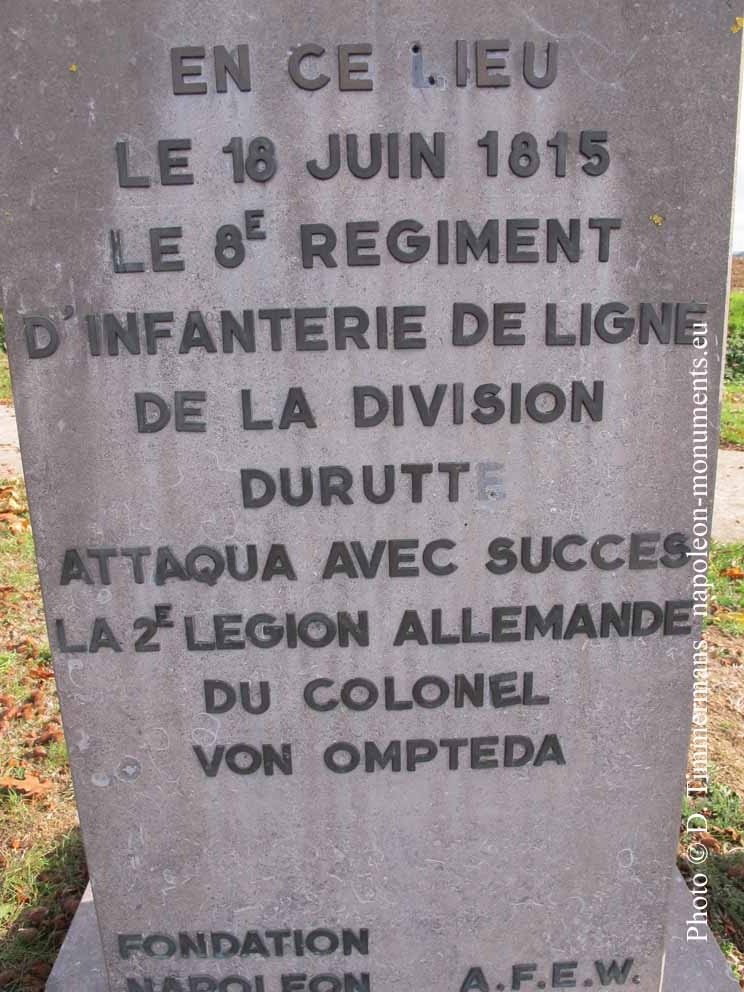 EN CE LIEU
LE 18 JUIN 1815
LE 8E REGIMENT
D'INFANTERIE DE LIGNE
DE LA DIVISION
DURUTTE
ATTAQUA AVEC SUCCES
LA 2E LEGION ALLEMANDE
DU COLONEL
VON OMPTEDA
FONDATION
NAPOLEON A.F.E.W.
Photo © D. Timmermans napoleon-monuments.eu